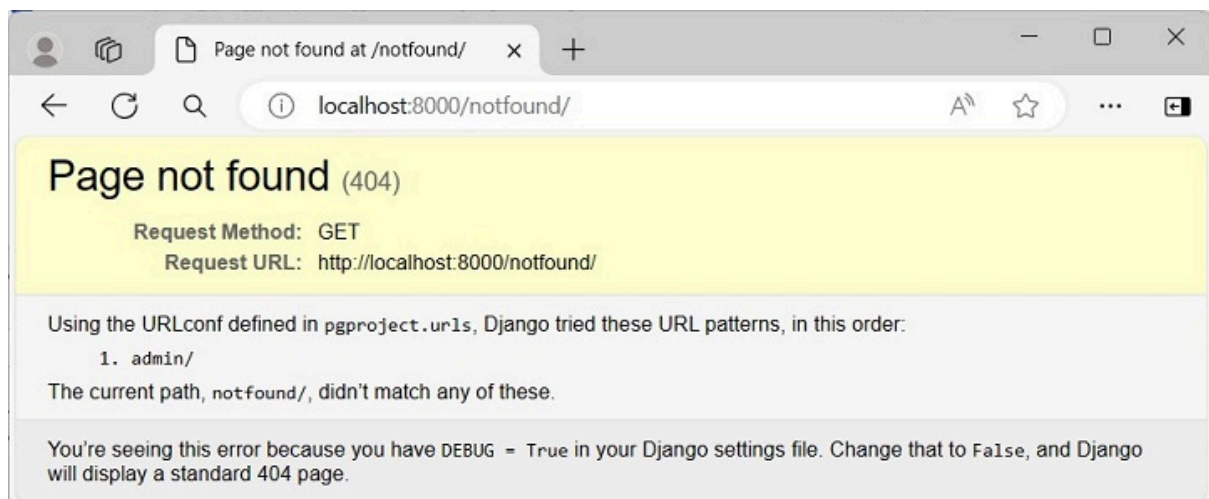 Page not found at /notfound/
localhost:8000/notfound/
Page not found (404)
Request Method: GET
Request URL: http://localhost:8000/notfound/
Using the URLconf defined in pgproject.urls, Django tried these URL patterns, in this order:
1. admin/
The current path, notfound/, didn't match any of these.
You're seeing this error because you have DEBUG = True in your Django settings file. Change that to False, and Django
will display a standard 404 page.